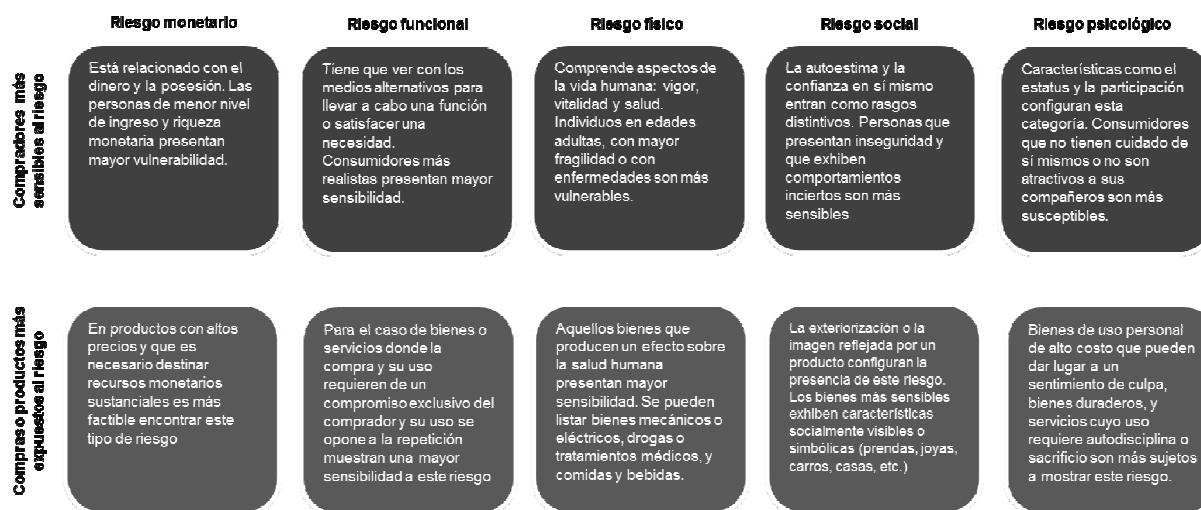 Riesgo monetario
Riesgo funcional
Riesgo físico
Riesgo social
Riesgo psicológico
Compradores más
sensibles al riesgo
Está relacionado con el
dinero y la posesión. Las
personas de menor nivel
de ingreso y riqueza
monetaria presentan
mayor vulnerabilidad.
Tiene que ver con los
medios alternativos para
llevar a cabo una función
o satisfacer una
necesidad.
Consumidores más
realistas presentan mayor
sensibilidad.
Comprende aspectos de
la vida humana: vigor,
vitalidad y salud.
Individuos en edades
adultas, con mayor
fragilidad o con
enfermedades son más
vulnerables.
La autoestima y la
confianza en sí mismo
entran como rasgos
distintivos. Personas que
presentan inseguridad y
que exhiben
comportamientos
inciertos son más
sensibles
Características como el
estatus y la participación
configuran esta
categoría. Consumidores
que no tienen cuidado de
sí mismos o no son
atractivos a sus
compañeros son más
susceptibles.
Compras o productos más
expuestos al riesgo
En productos con altos
precios y que es
necesario destinar
recursos monetarios
sustanciales es más
factible encontrar este
tipo de riesgo
Para el caso de bienes o
servicios donde la
compra y su uso
requieren de un
compromiso exclusivo del
comprador y su uso se
opone a la repetición
muestran una mayor
sensibilidad a este riesgo
Aquellos bienes que
producen un efecto sobre
la salud humana
presentan mayor
sensibilidad. Se pueden
listar bienes mecánicos o
eléctricos, drogas o
tratamientos médicos, y
comidas y bebidas.
La exteriorización o la
imagen reflejada por un
producto configuran la
presencia de este riesgo.
Los bienes más sensibles
exhiben características
socialmente visibles o
simbólicas (prendas, joyas,
carros, casas, etc.)
Bienes de uso personal
de alto costo que pueden
dar lugar a un
sentimiento de culpa,
bienes duraderos, y
servicios cuyo uso
requiere autodisciplina o
sacrificio son más sujetos
a mostrar este riesgo.